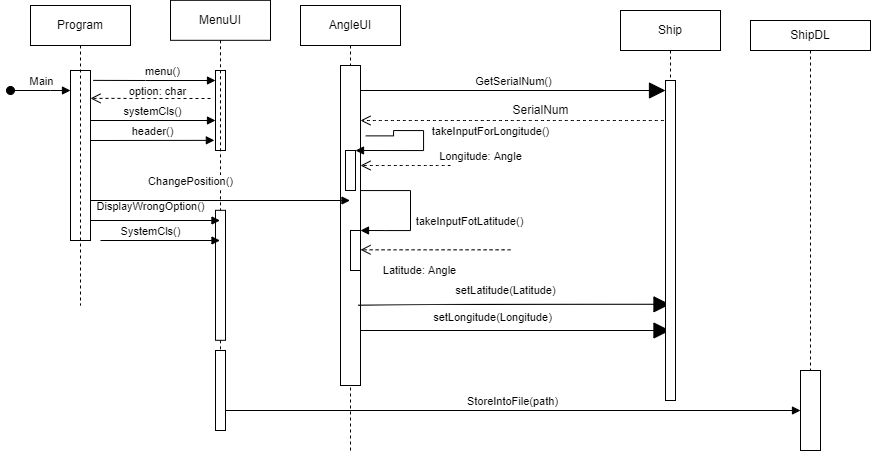 Program
MenuUI
AngleUI
Ship
ShipDL
Main
menu()
option: char
systemCls()
header()
GetSerialNum()
SerialNum
takeInputForLongitude()
Longitude: Angle
ChangePosition()
DisplayWrongOption()
takeInputFotLatitude()
SystemCls()
Latitude: Angle
setLatitude(Latitude)
setLongitude(Longitude)
StoreIntoFile(path)